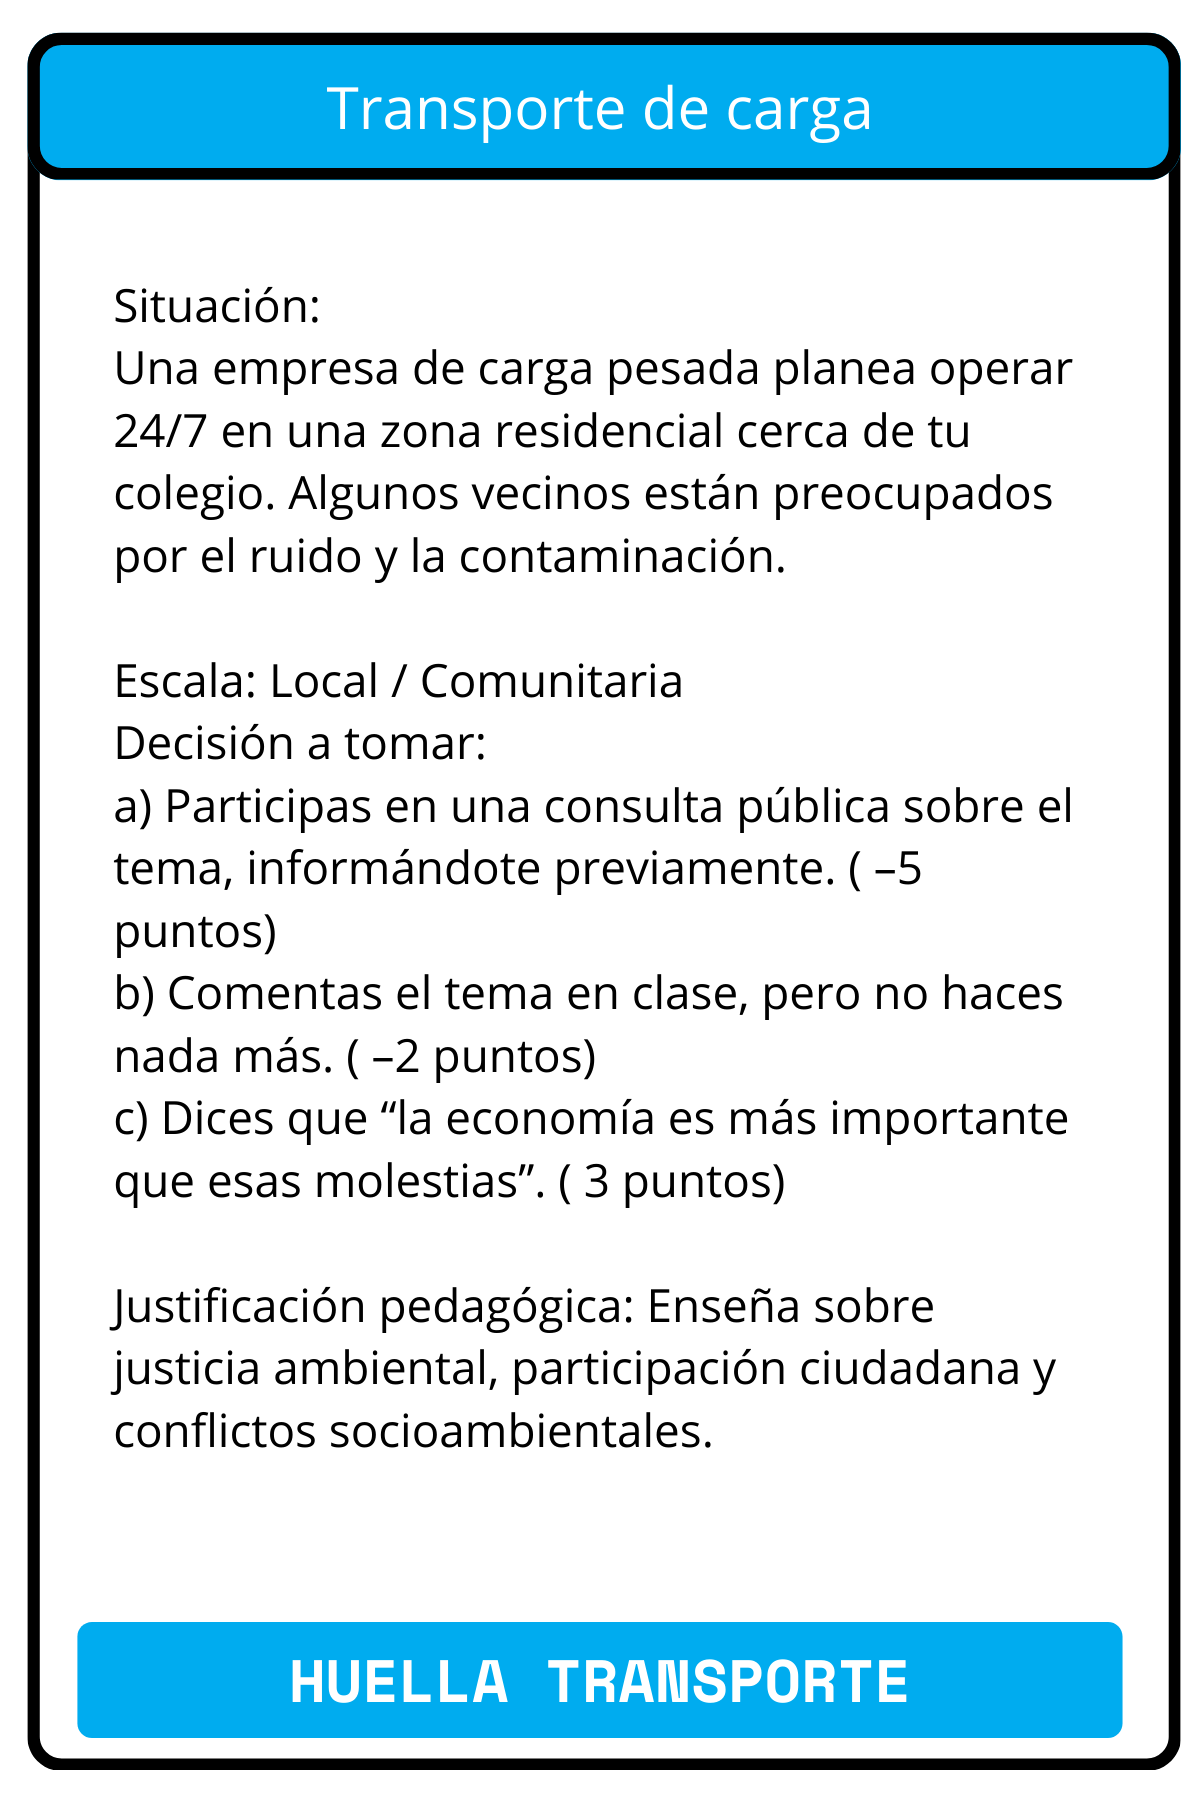 Transporte de carga
Situación:
Una empresa de carga pesada planea operar
24/7 en una zona residencial cerca de tu
colegio. Algunos vecinos están preocupados
por el ruido y la contaminación.
Escala: Local / Comunitaria
Decisión a tomar:
a) Participas en una consulta pública sobre el
tema, informándote previamente. ( –5
puntos)
b) Comentas el tema en clase, pero no haces
nada más. ( –2 puntos)
c) Dices que “la economía es más importante
que esas molestias”. ( 3 puntos)
Justificación pedagógica: Enseña sobre
justicia ambiental, participación ciudadana y
conflictos socioambientales.
HUELLA TRANSPORTE